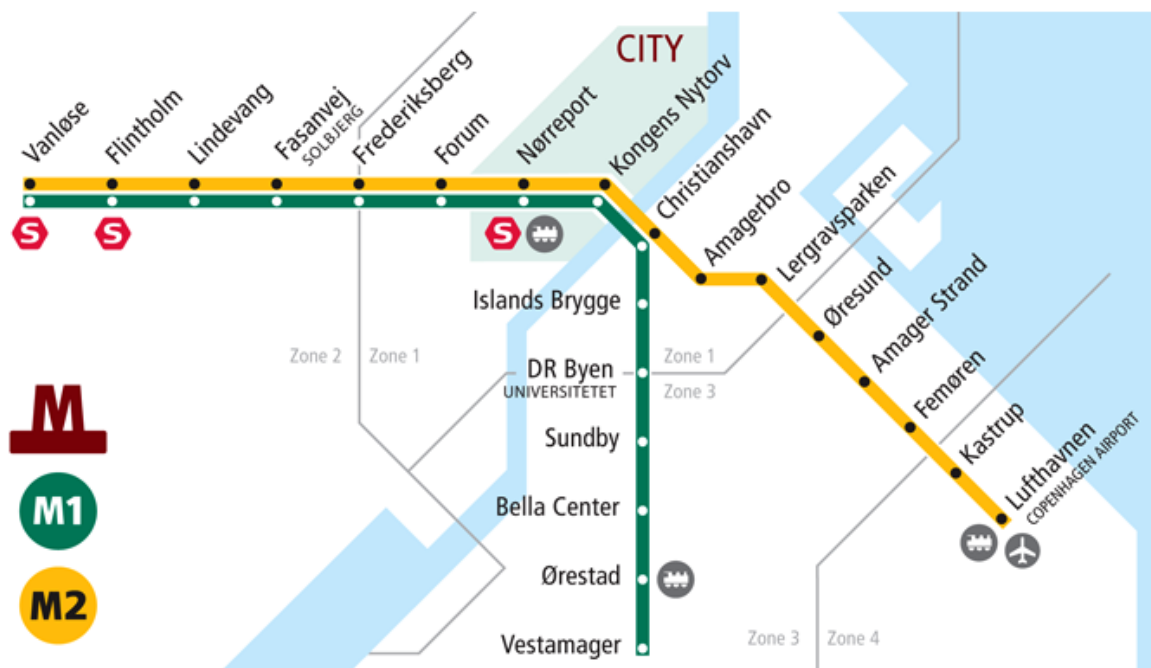 CITY
Vanløse
Flintholm
Lindevang
Fasanvej
SOLBJERG
Frederiksberg
Forum
Nørreport
Kongens Nytorv
Christianshavn
Amagerbro
Lergravsparken
Øresund
Amager Strand
Femøren
Kastrup
Lufthavnen
COPENHAGEN AIRPORT
S
S
S
Islands Brygge
Zone 2
Zone 1
DR Byen
UNIVERSITETET
Zone 1
Zone 3
Sundby
Bella Center
Ørestad
Vestamager
Zone 3
Zone 4
M
M1
M2